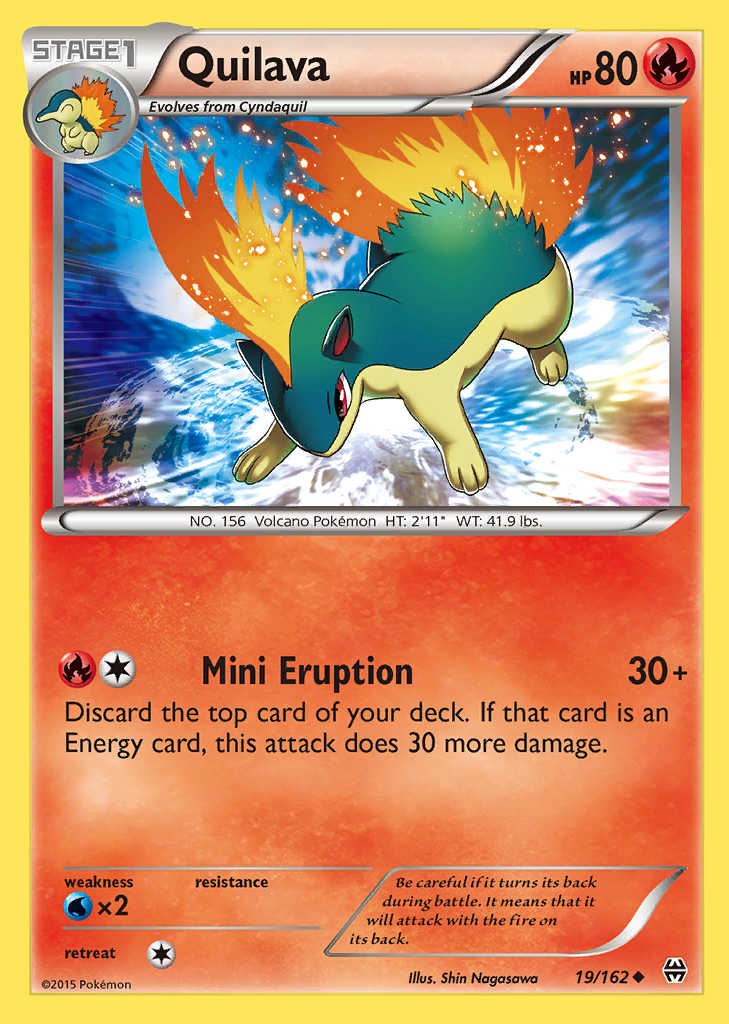 STAGE1
Quilava
HP 80
Evolves from Cyndaquil
NO. 156 Volcano Pokémon HT: 2'11" WT: 41.9 lbs.
Mini Eruption 30+
Discard the top card of your deck. If that card is an
Energy card, this attack does 30 more damage.
weakness resistance
×2
retreat
Be careful if it turns its back
during battle. It means that it
will attack with the fire on
its back.
©2015 Pokémon
Illus. Shin Nagasawa
19/162